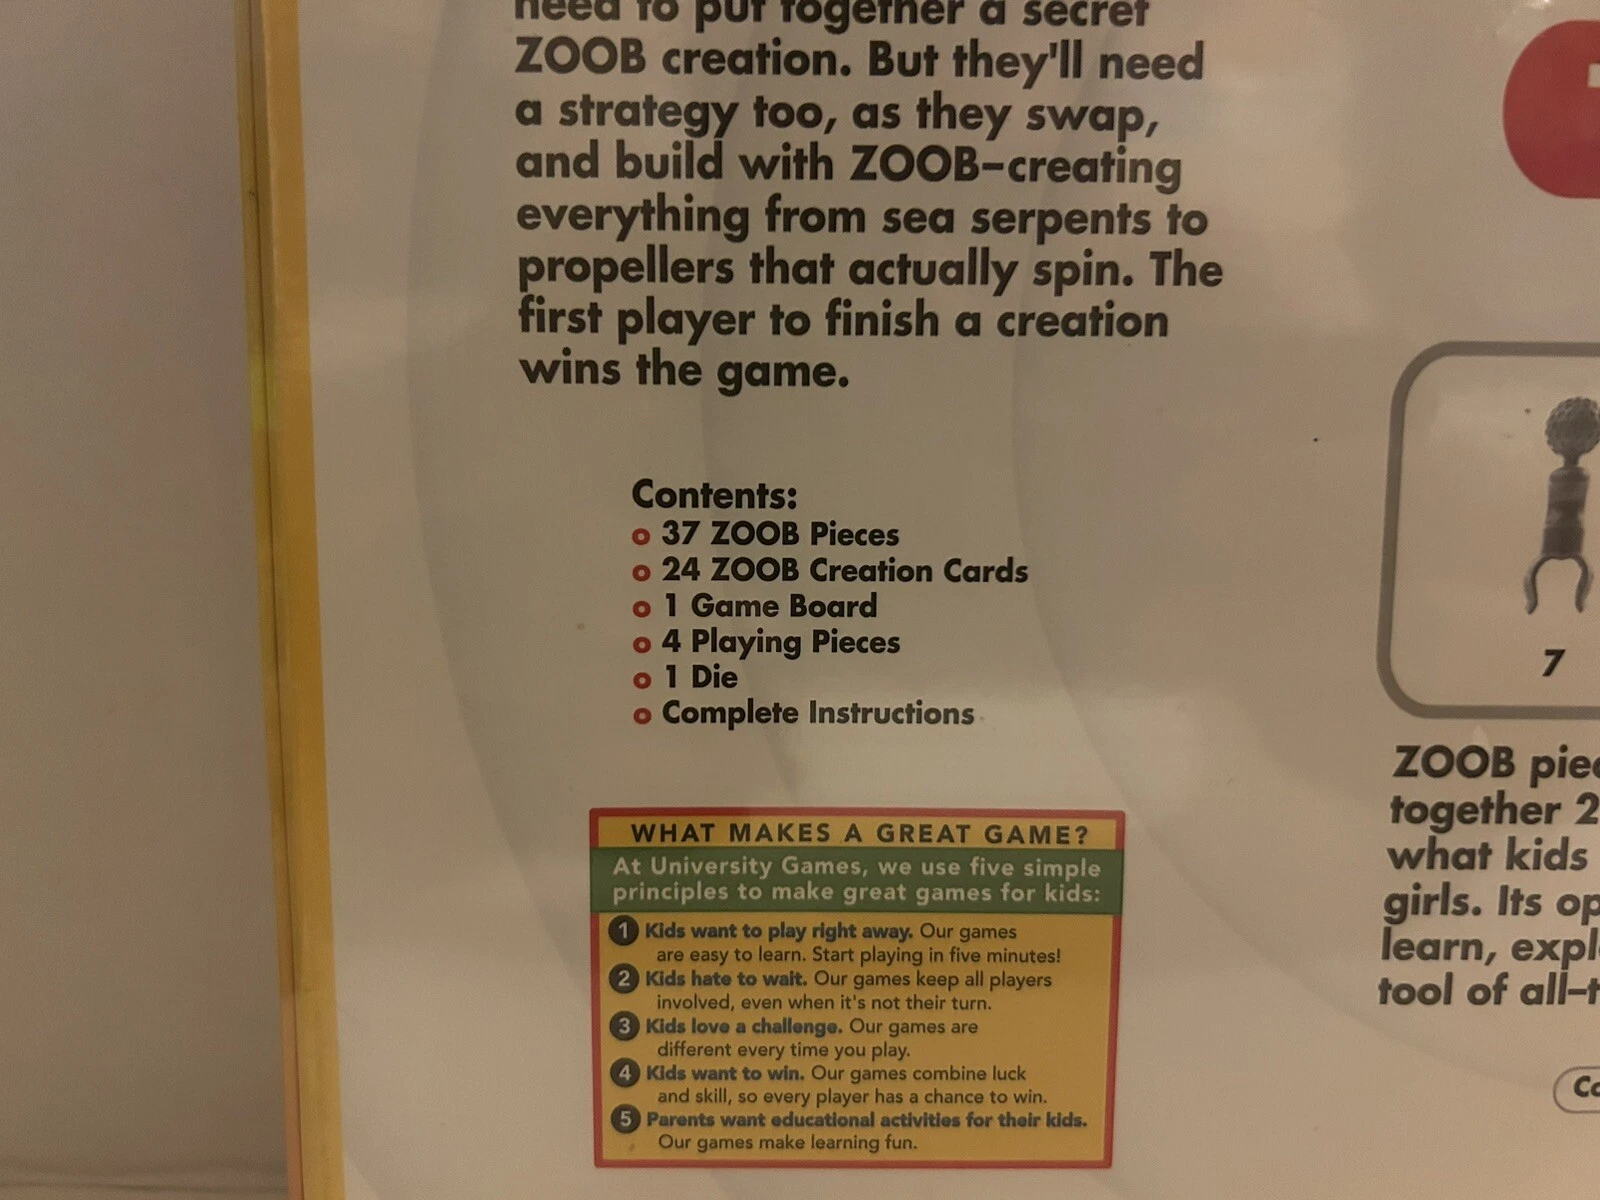 need to put together a secret
ZOOB creation. But they'll need
a strategy too, as they swap,
and build with ZOOB–creating
everything from sea serpents to
propellers that actually spin. The
first player to finish a creation
wins the game.
Contents:
37 ZOOB Pieces
24 ZOOB Creation Cards
1 Game Board
4 Playing Pieces
1 Die
Complete Instructions
WHAT MAKES A GREAT GAME?
At University Games, we use five simple
principles to make great games for kids:
1 Kids want to play right away. Our games
are easy to learn. Start playing in five minutes!
2 Kids hate to wait. Our games keep all players
involved, even when it's not their turn.
3 Kids love a challenge. Our games are
different every time you play.
4 Kids want to win. Our games combine luck
and skill, so every player has a chance to win.
5 Parents want educational activities for their kids.
Our games make learning fun.
7
ZOOB
together 2
what kids
girls. Its
learn,
tool of